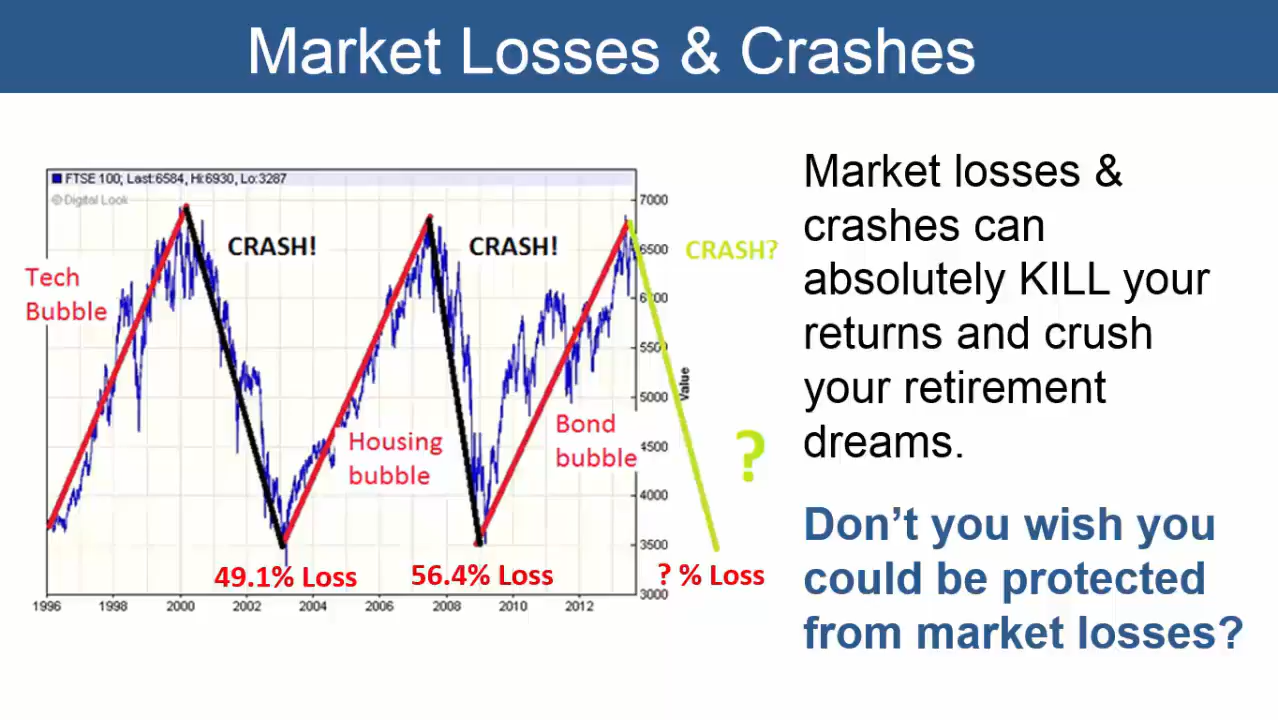 Market Losses & Crashes
FTSE 100; Last:6584, Hi:6930, Lo:3287
© Digital Look
Tech
Bubble
CRASH!
CRASH!
CRASH?
Housing
bubble
Bond
bubble
?
49.1% Loss
56.4% Loss
? % Loss
7000
6500
6000
5500
5000
4500
4000
3500
3000
Value
1996
1998
2000
2002
2004
2006
2008
2010
2012
Market losses &
crashes can
absolutely KILL your
returns and crush
your retirement
dreams.
Don’t you wish you
could be protected
from market losses?